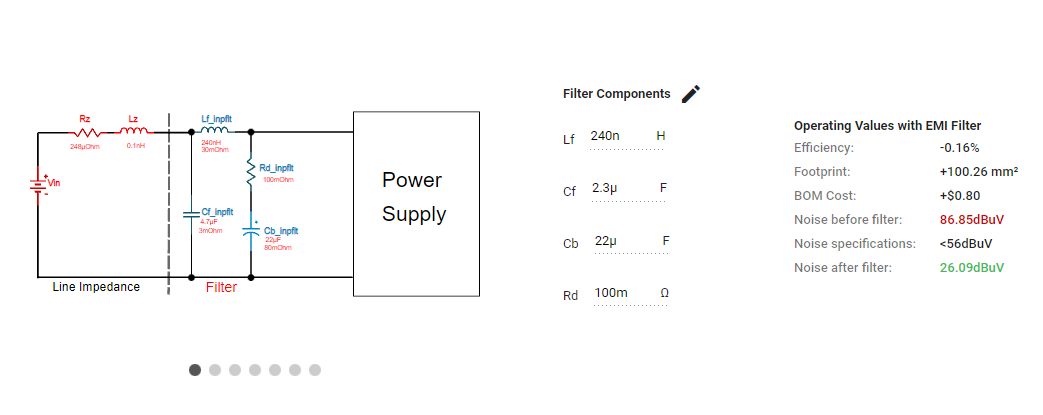 Filter Components
Rz
Lz
Lf_inpflt
248µOhm
0.1nH
240nH
30mOhm
Rd_inpflt
100mOhm
Vin
Cf_inpflt
4.7µF
3mOhm
Cb_inpflt
22µF
80mOhm
Line Impedance
Filter
Power
Supply
Lf 240n H
Cf 2.3µ F
Cb 22µ F
Rd 100m Ω
Operating Values with EMI Filter
Efficiency: -0.16%
Footprint: +100.26 mm²
BOM Cost: +$0.80
Noise before filter: 86.85dBuV
Noise specifications: <56dBuV
Noise after filter: 26.09dBuV